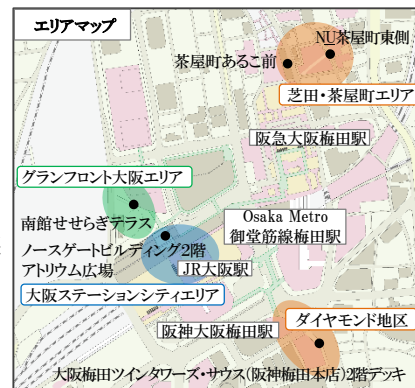 エリアマップ
NU茶屋町東側
茶屋町あるこ前
芝田・茶屋町エリア
阪急大阪梅田駅
グランフロント大阪エリア
南館せせらぎテラス
Osaka Metro
御堂筋線梅田駅
ノースゲートビルディング2階
アトリウム広場
JR大阪駅
大阪ステーションシティエリア
ダイヤモンド地区
阪神大阪梅田駅
大阪梅田ツインタワーズ・サウス(阪神梅田本店)2階デッキ